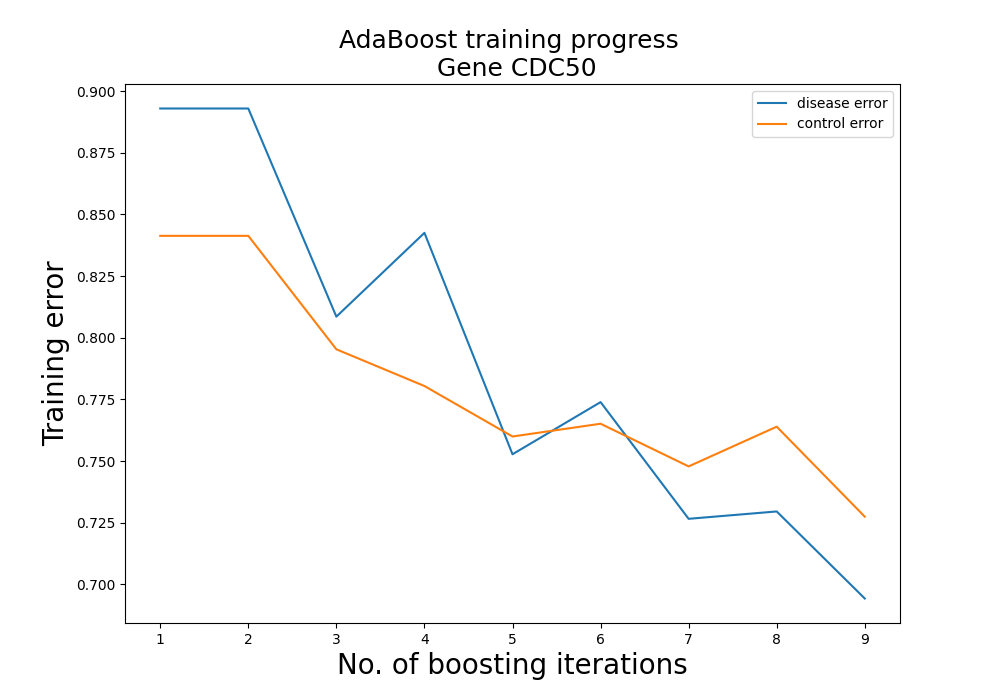 AdaBoost training progress
Gene CDC50
disease error
control error
Training error
0.900
0.875
0.850
0.825
0.800
0.775
0.750
0.725
0.700
1 2 3 4 5 6 7 8 9
No. of boosting iterations